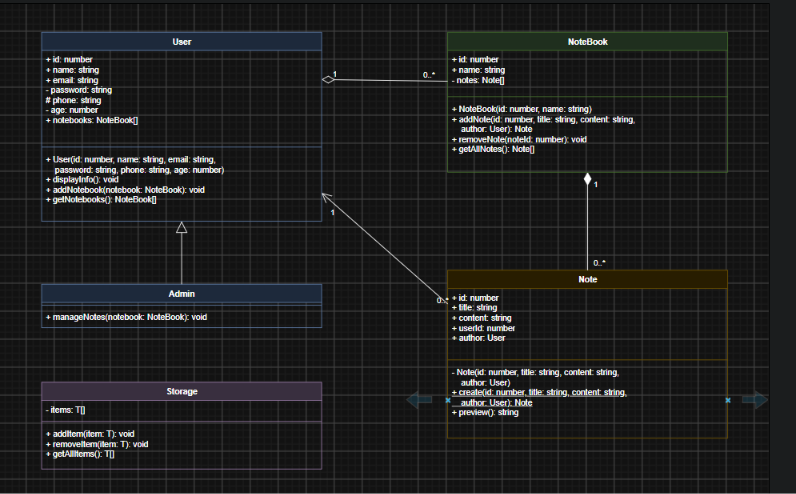 User
+ id: number
+ name: string
+ email: string
- password: string
# phone: string
- age: number
+ notebooks: NoteBook[]
+ User(id: number, name: string, email: string,
password: string, phone: string, age: number)
+ displayInfo(): void
+ addNotebook(notebook: NoteBook): void
+ getNotebooks(): NoteBook[]
1
0..*
NoteBook
+ id: number
+ name: string
- notes: Note[]
+ NoteBook(id: number, name: string)
+ addNote(id: number, title: string, content: string,
author: User): Note
+ removeNote(noteId: number): void
+ getAllNotes(): Note[]
1
0..*
1
0..*
Admin
+ manageNotes(notebook: NoteBook): void
Note
+ id: number
+ title: string
+ content: string
+ userId: number
+ author: User
- Note(id: number, title: string, content: string,
author: User)
+ create(id: number, title: string, content: string,
author: User): Note
+ preview(): string
Storage
- items: T[]
+ addItem(item: T): void
+ removeItem(item: T): void
+ getAllItems(): T[]